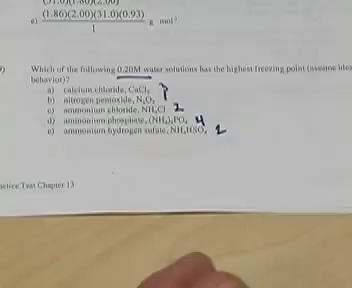 e) (1.86)(2.00)(31.0)(0.93) g mol⁻¹
1
Which of the following 0.20M water solutions has the highest freezing point (assume ideal
behavior)?
a) calcium chloride, CaCl₂
b) nitrogen pentoxide, N₂O₅
c) ammonium chloride, NH₄Cl 2
d) ammonium phosphate, (NH₄)₃PO₄ 4
e) ammonium hydrogen sulfate, NH₄HSO₄ 2
Test Chapter 13